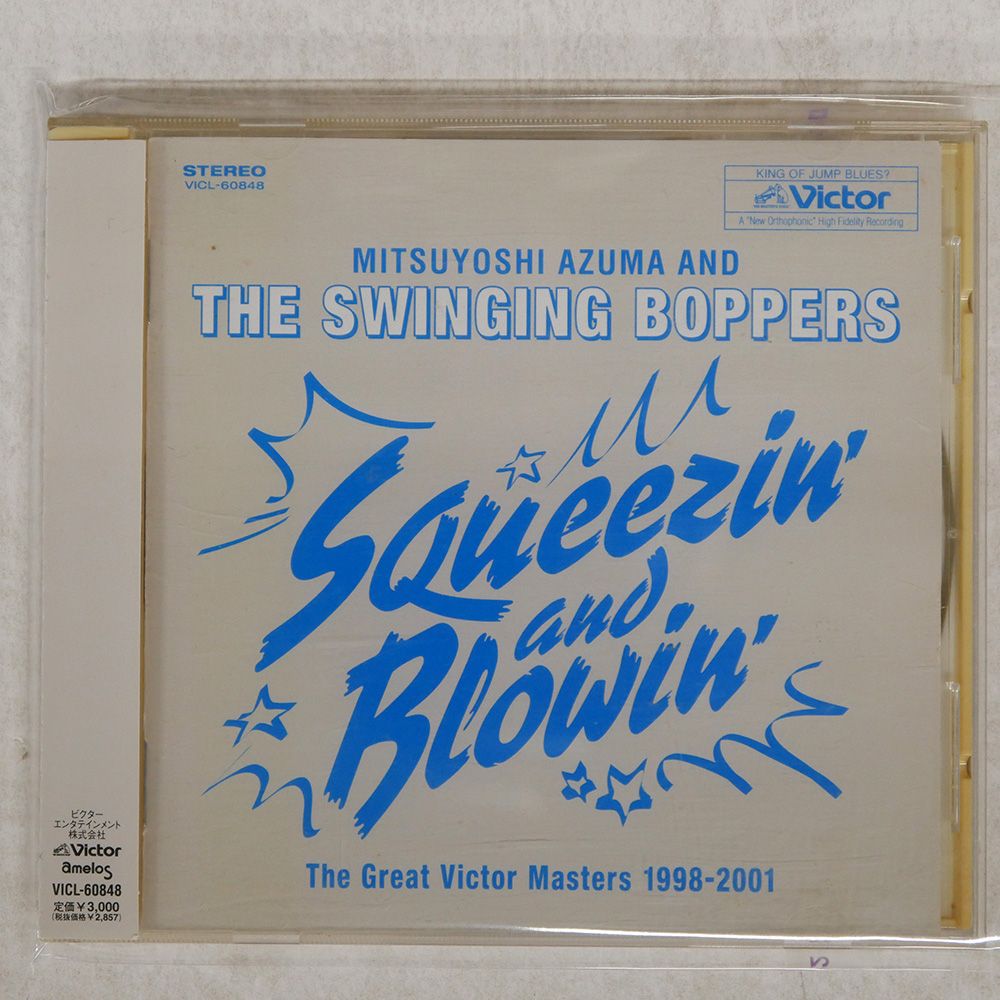 STEREO
VICL-60848
KING OF JUMP BLUES?
Victor
A "New Orthophonic" High Fidelity Recording
MITSUYOSHI AZUMA AND
THE SWINGING BOPPERS
Squeezin'
and
Blowin'
The Great Victor Masters 1998-2001
ビクター
エンタテインメント
株式会社
Victor
amelos
VICL-60848
定価￥3,000
(税抜価格￥2,857)